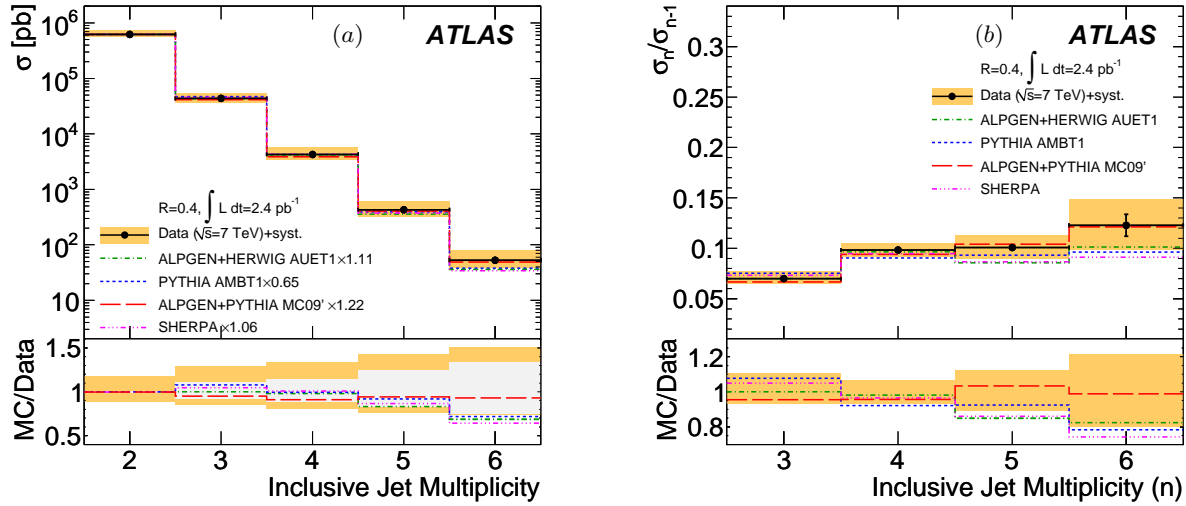 (a) ATLAS
σ [pb]
10⁶
10⁵
10⁴
10³
10²
10
R=0.4, ∫ L dt=2.4 pb⁻¹
Data (√s=7 TeV)+syst.
ALPGEN+HERWIG AUET1×1.11
PYTHIA AMBT1×0.65
ALPGEN+PYTHIA MC09' ×1.22
SHERPA×1.06
MC/Data
1.5
1
0.5
2 3 4 5 6
Inclusive Jet Multiplicity
(b) ATLAS
σₙ/σₙ₋₁
0.3
0.25
0.2
0.15
0.1
0.05
R=0.4, ∫ L dt=2.4 pb⁻¹
Data (√s=7 TeV)+syst.
ALPGEN+HERWIG AUET1
PYTHIA AMBT1
ALPGEN+PYTHIA MC09'
SHERPA
MC/Data
1.2
1
0.8
3 4 5 6
Inclusive Jet Multiplicity (n)